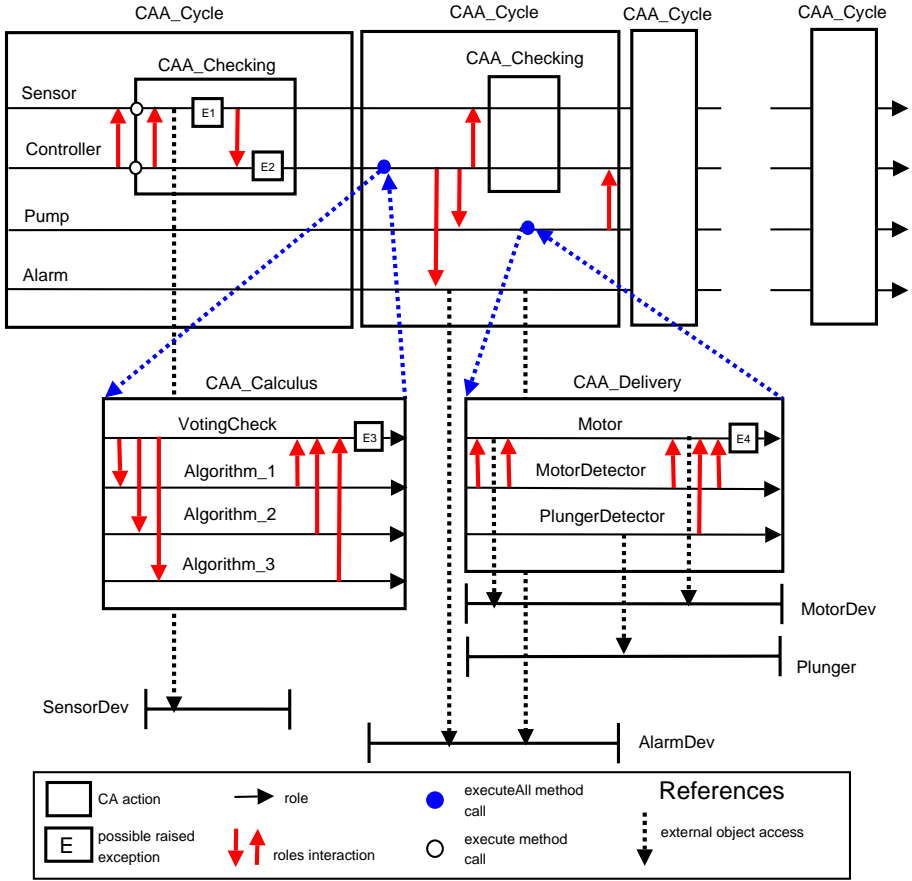 CAA_Cycle
CAA_Cycle
CAA_Cycle
CAA_Cycle
CAA_Checking
CAA_Checking
Sensor
E1
Controller
E2
Pump
Alarm
CAA_Calculus
CAA_Delivery
VotingCheck
E3
Motor
E4
Algorithm_1
MotorDetector
Algorithm_2
PlungerDetector
Algorithm_3
MotorDev
Plunger
SensorDev
AlarmDev
CA action
role
executeAll method
call
References
E
possible raised
exception
roles interaction
execute method
call
external object access